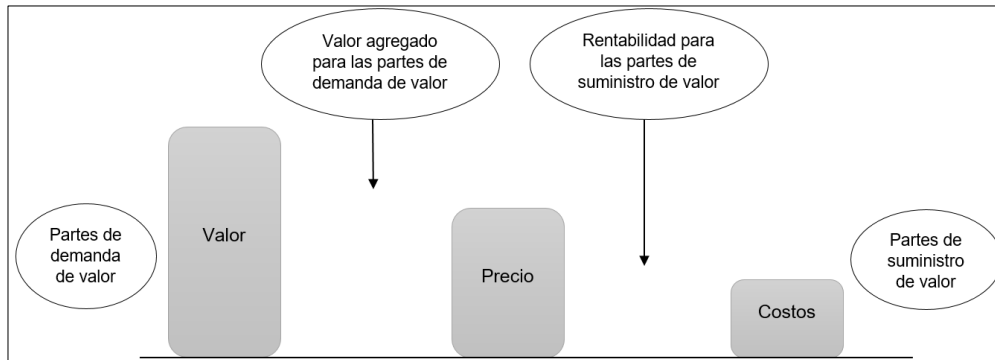 Valor agregado
para las partes de
demanda de valor
Rentabilidad para
las partes de
suministro de valor
Partes de
demanda
de valor
Valor
Precio
Costos
Partes de
suministro
de valor